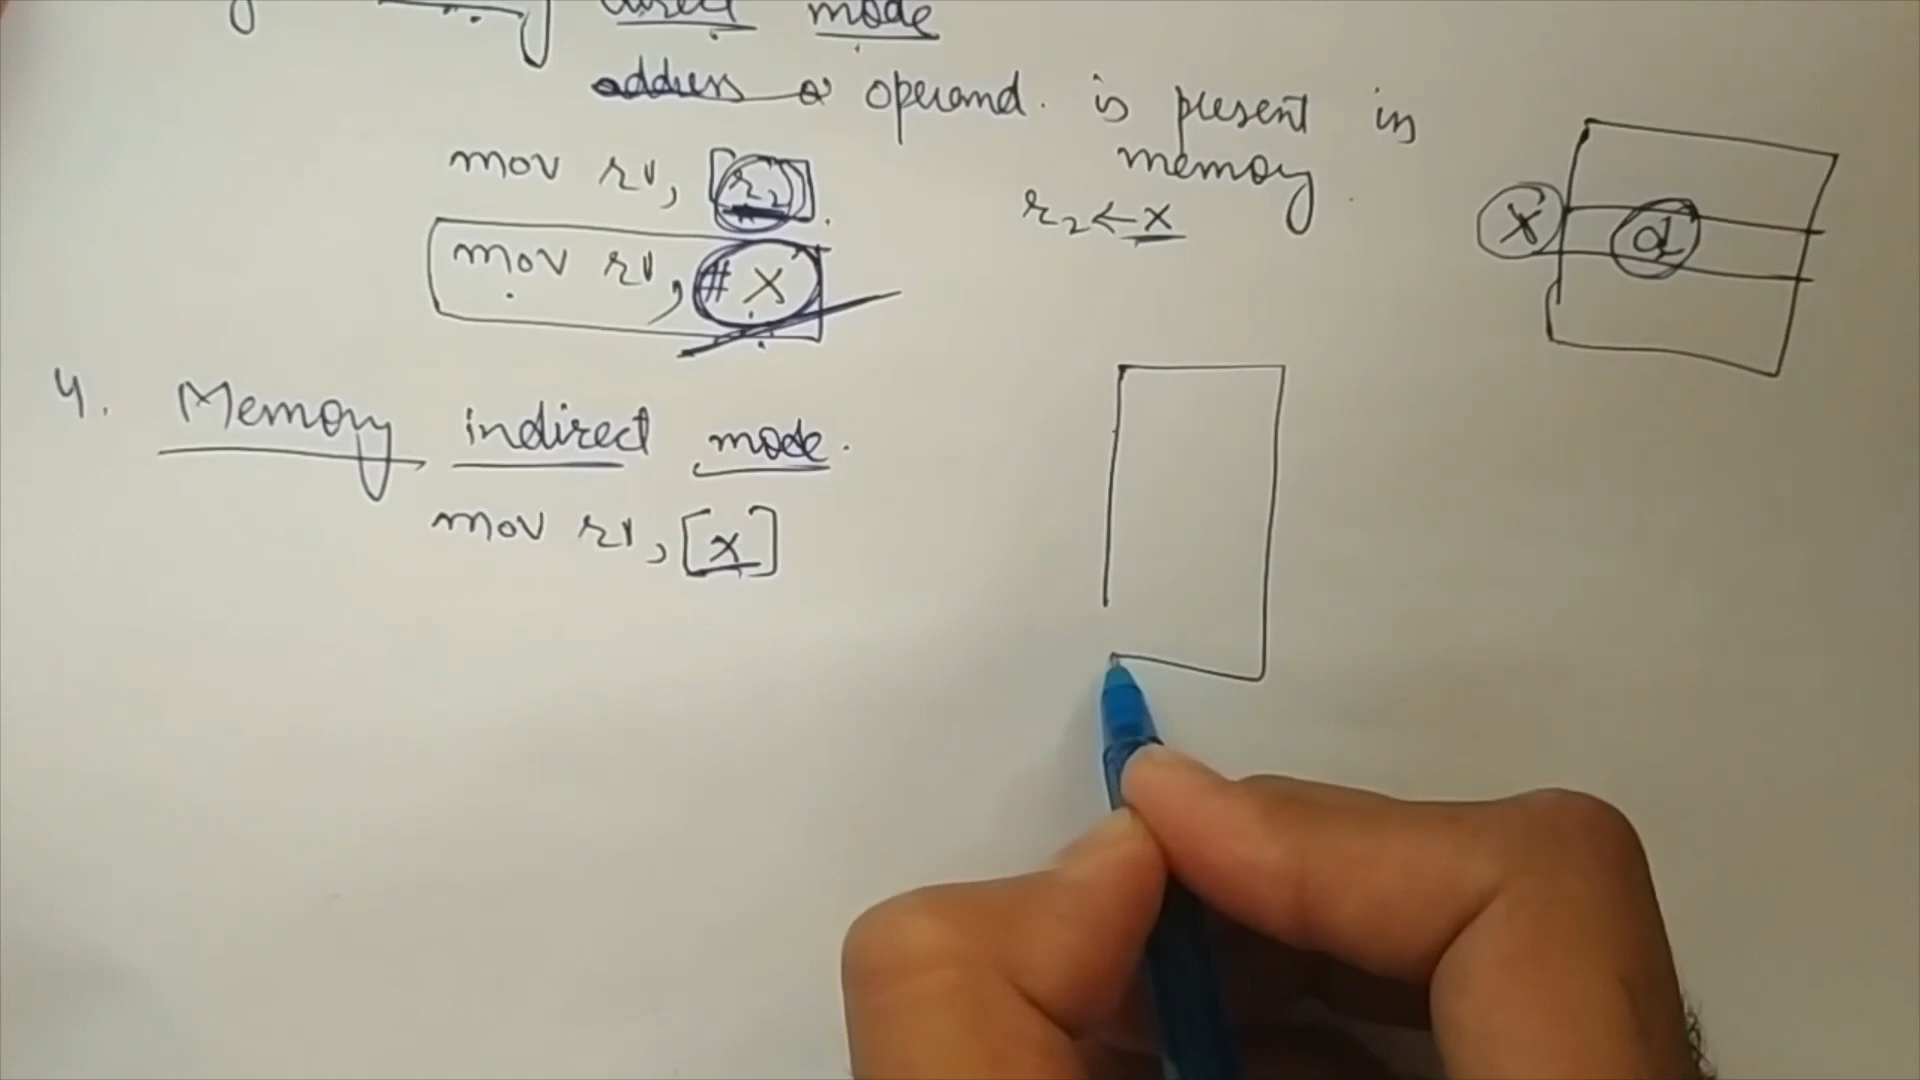 direct mode
address o operand. is present in
memory.
mov r1, [r2].
r2 ← x
x d
mov r1, # X
4. Memory indirect mode.
mov r1, [x]